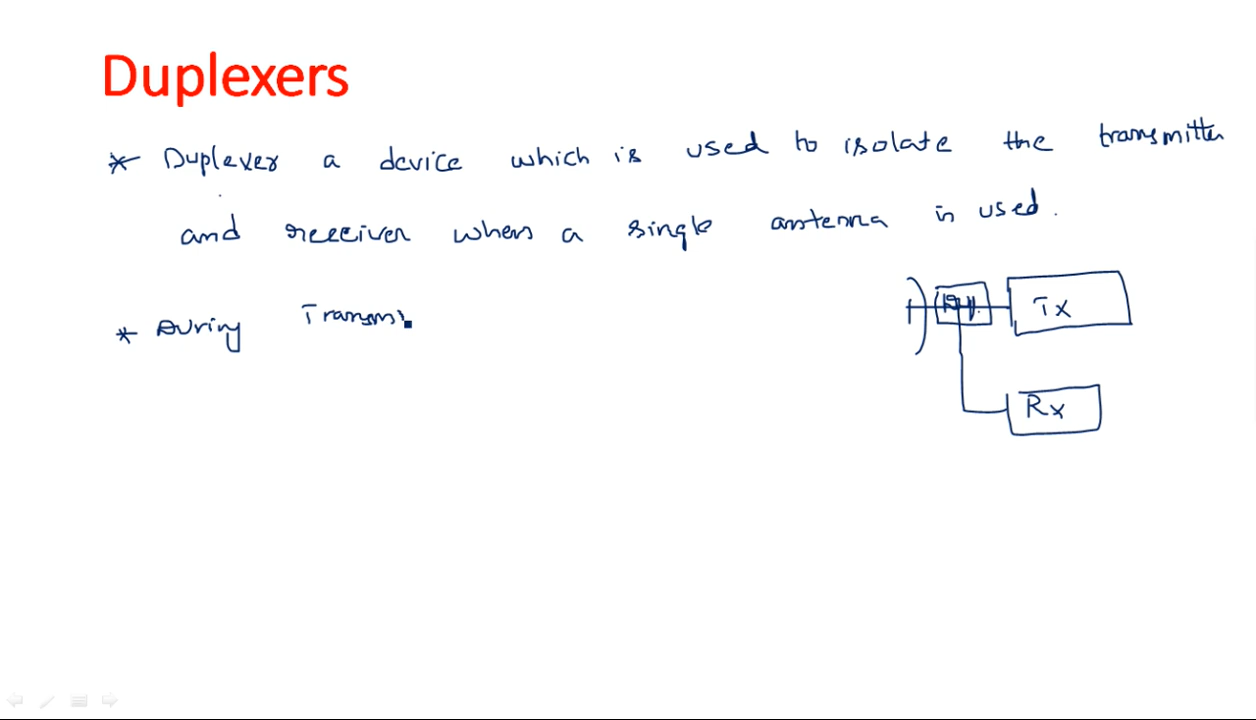 Duplexers
* Duplexer a device which is used to isolate the transmitter
and receiver when a single antenna is used.
* During Transmi
Dup.
Tx
Rx